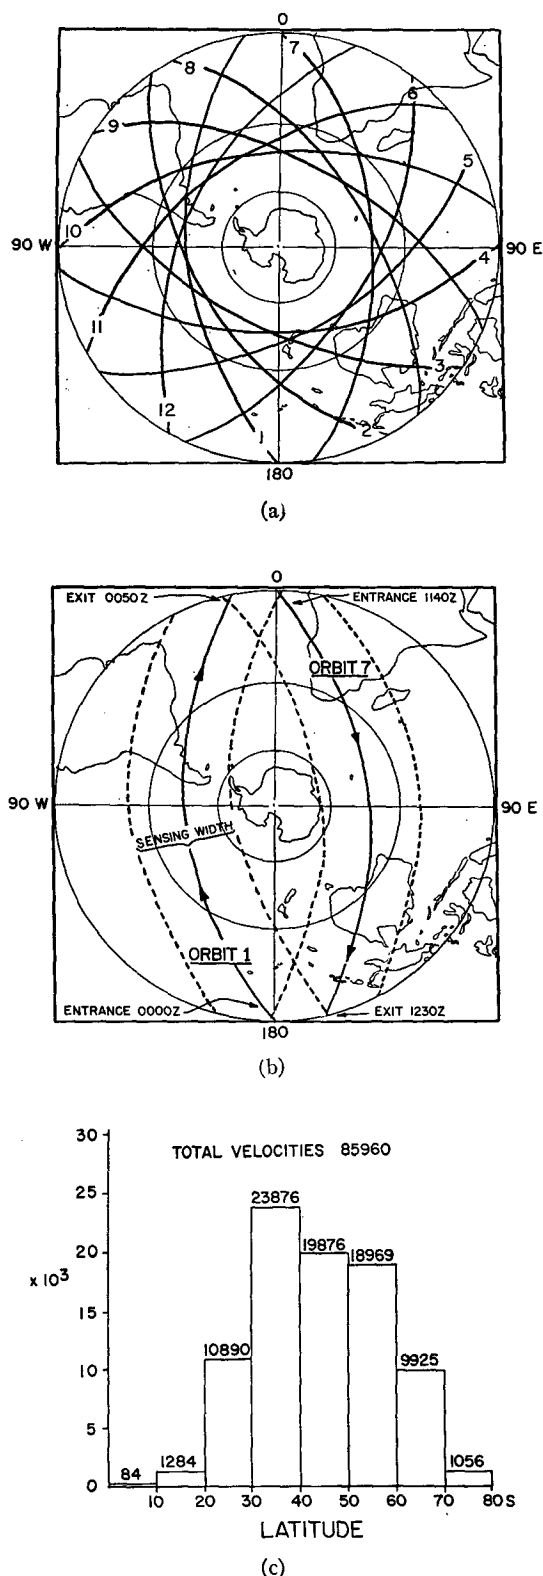 0
7
8
6
9
5
10
90 W
90 E
4
11
3
12
1
2
180
(a)
0
EXIT 0050Z
ENTRANCE 1140Z
ORBIT 7
90 W
90 E
SENSING WIDTH
ORBIT 1
ENTRANCE 0000Z
EXIT 1230Z
180
(b)
30
TOTAL VELOCITIES 85960
25
23876
20
19876
18969
x 10³
15
10890
10
9925
5
84
1284
1056
0
10 20 30 40 50 60 70 80 S
LATITUDE
(c)